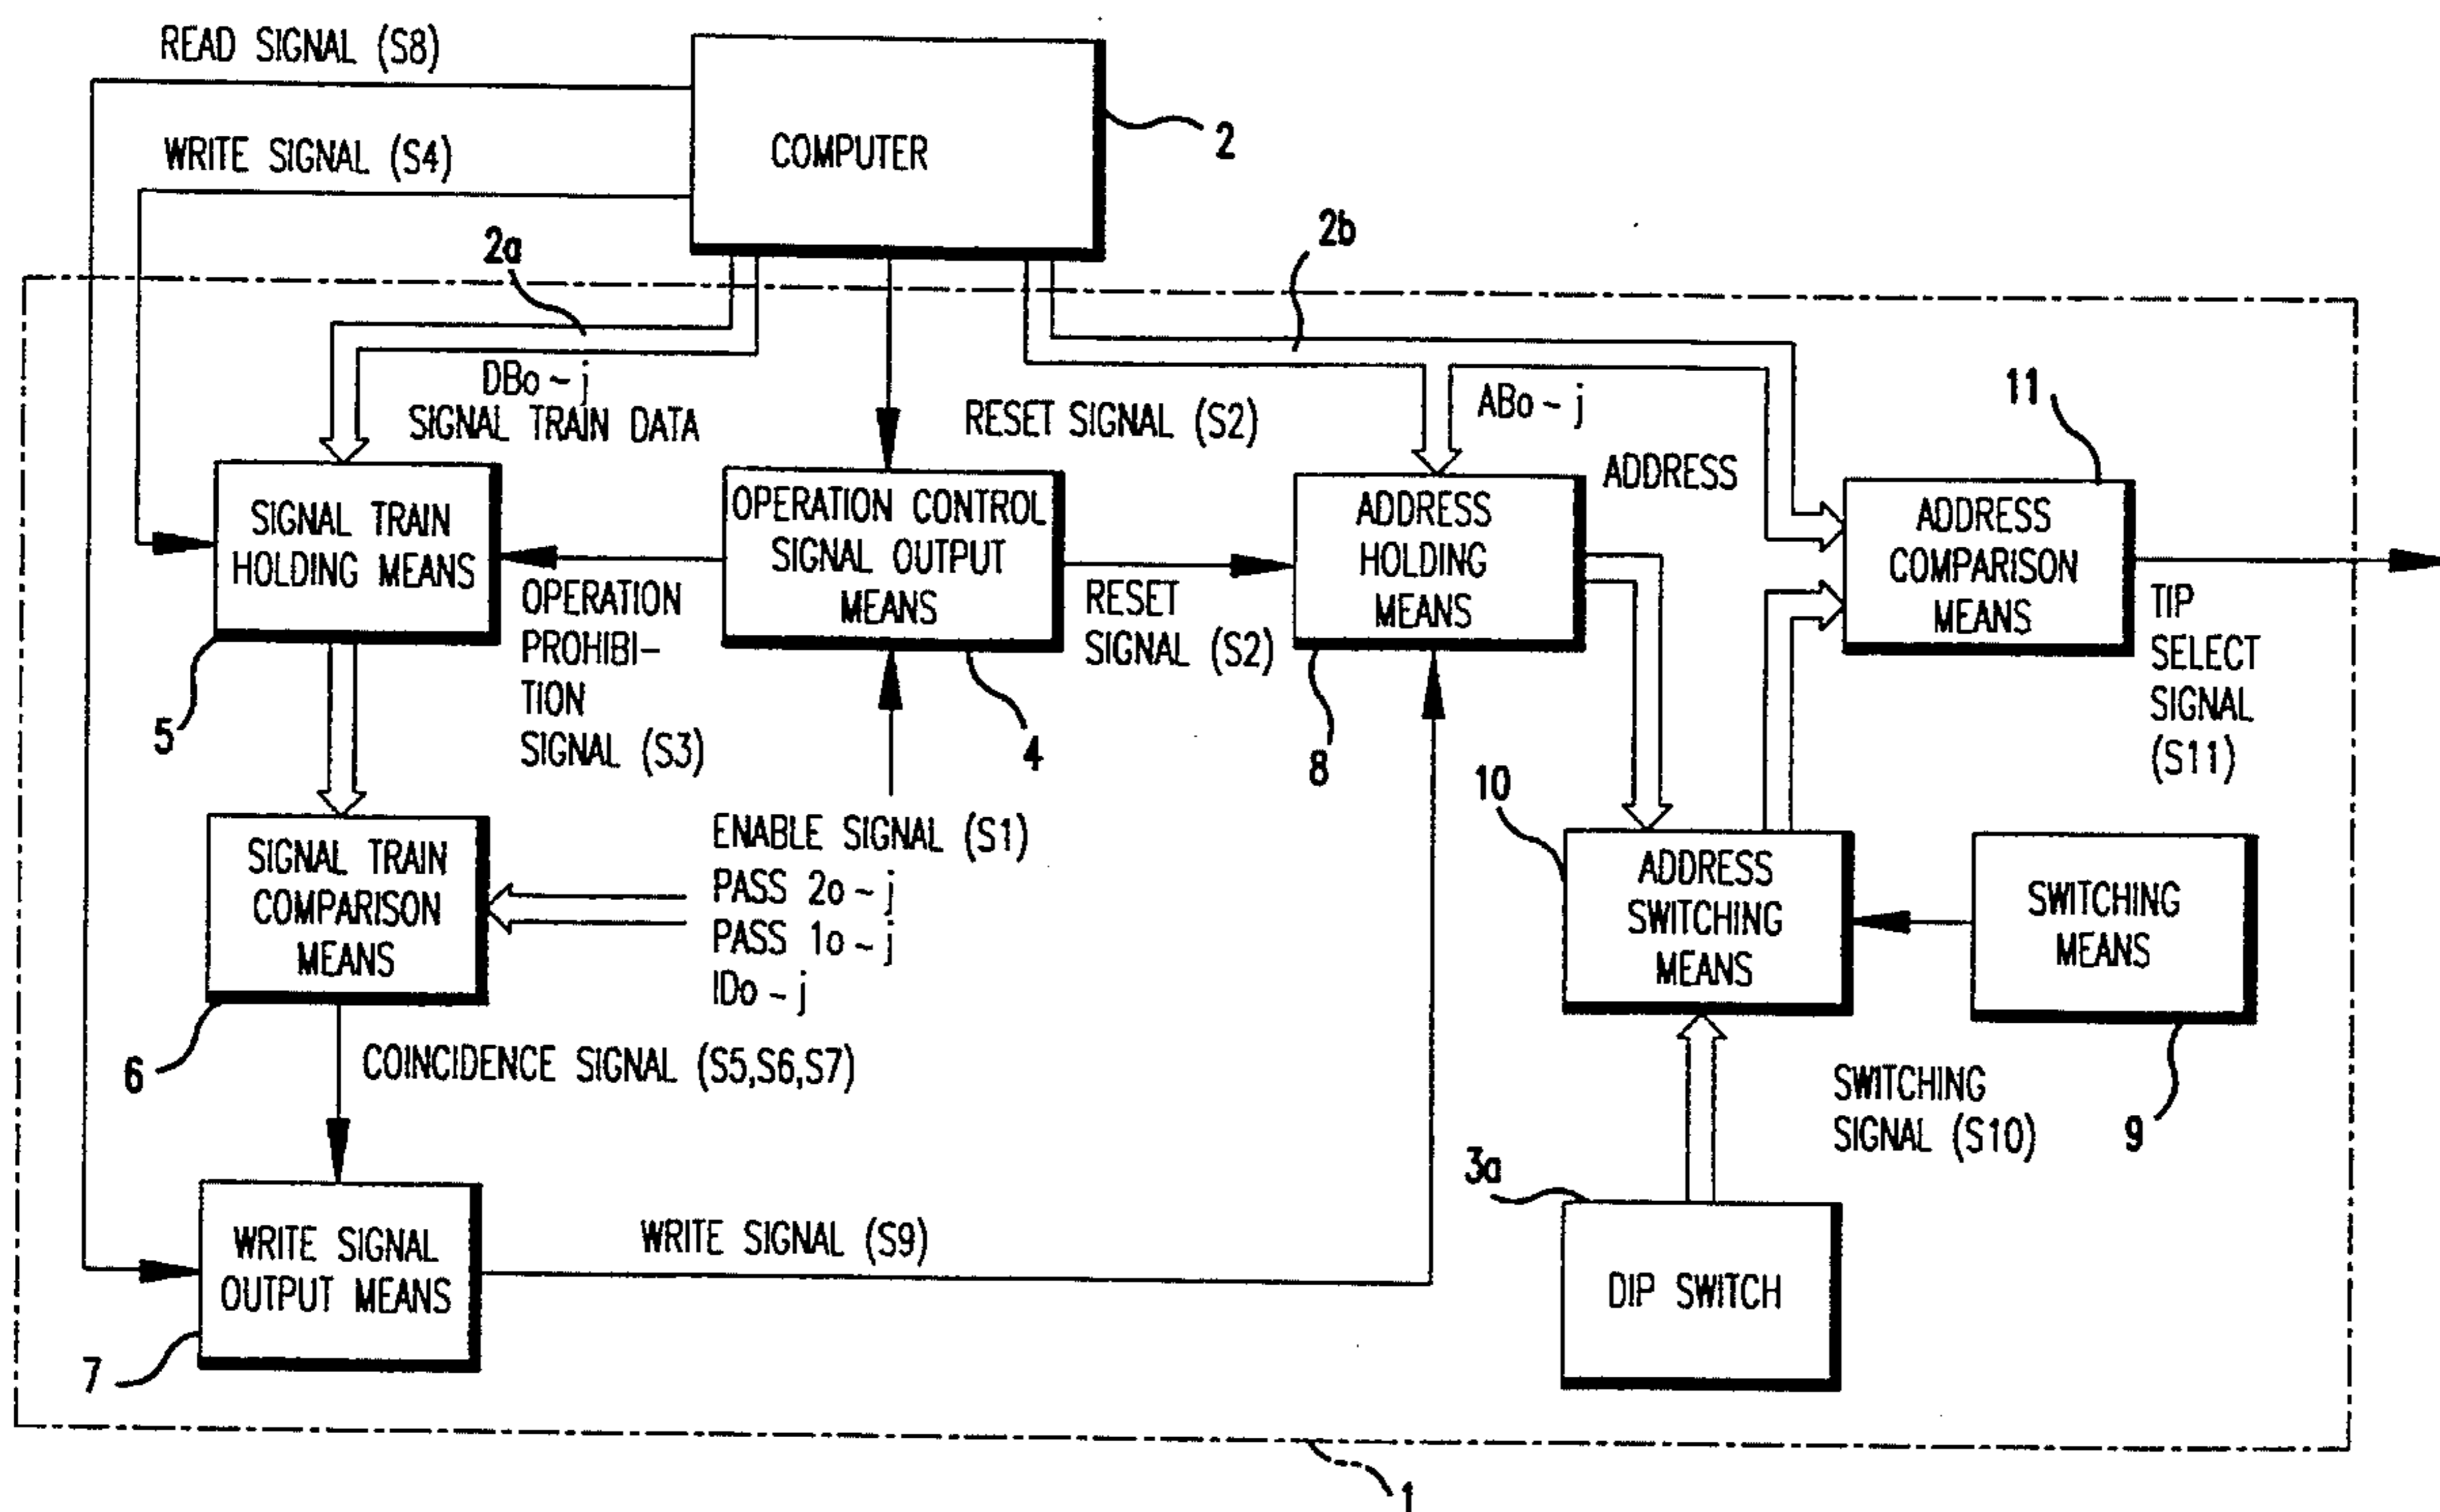 READ SIGNAL (S8)
WRITE SIGNAL (S4)
COMPUTER
2
2a
2b
DBo ~ j
SIGNAL TRAIN DATA
RESET SIGNAL (S2)
ABo ~ j
ADDRESS
11
SIGNAL TRAIN
HOLDING MEANS
OPERATION CONTROL
SIGNAL OUTPUT
MEANS
ADDRESS
HOLDING
MEANS
ADDRESS
COMPARISON
MEANS
OPERATION
PROHIBI-
TION
SIGNAL (S3)
RESET
SIGNAL (S2)
TIP
SELECT
SIGNAL
(S11)
5
4
8
10
SIGNAL TRAIN
COMPARISON
MEANS
ENABLE SIGNAL (S1)
PASS 2o ~ j
PASS 1o ~ j
IDo ~ j
ADDRESS
SWITCHING
MEANS
SWITCHING
MEANS
6
COINCIDENCE SIGNAL (S5,S6,S7)
SWITCHING
SIGNAL (S10)
9
3a
WRITE SIGNAL
OUTPUT MEANS
WRITE SIGNAL (S9)
DIP SWITCH
7
1